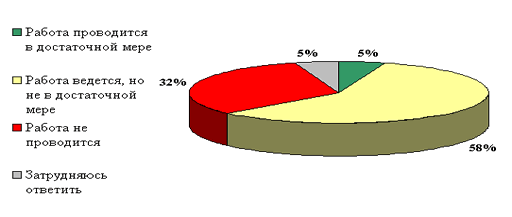 Работа проводится
в достаточной мере
Работа ведется, но
не в достаточной
мере
Работа не
проводится
Затрудняюсь
ответить
5%
5%
32%
58%